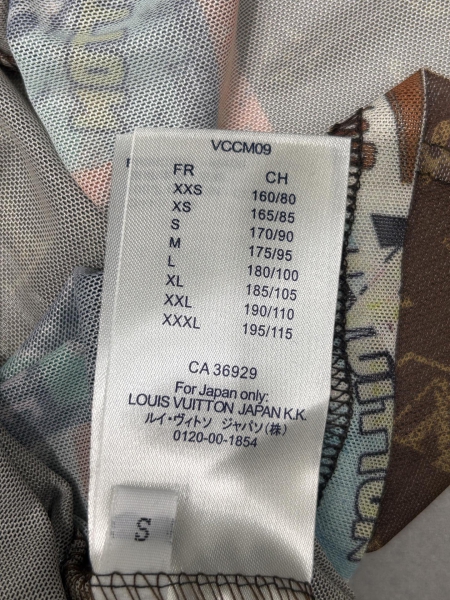 VCCM09
FR CH
XXS 160/80
XS 165/85
S 170/90
M 175/95
L 180/100
XL 185/105
XXL 190/110
XXXL 195/115
CA 36929
For Japan only:
LOUIS VUITTON JAPAN K.K.
ルイ・ヴィトソ ジャパソ(株)
0120-00-1854
S